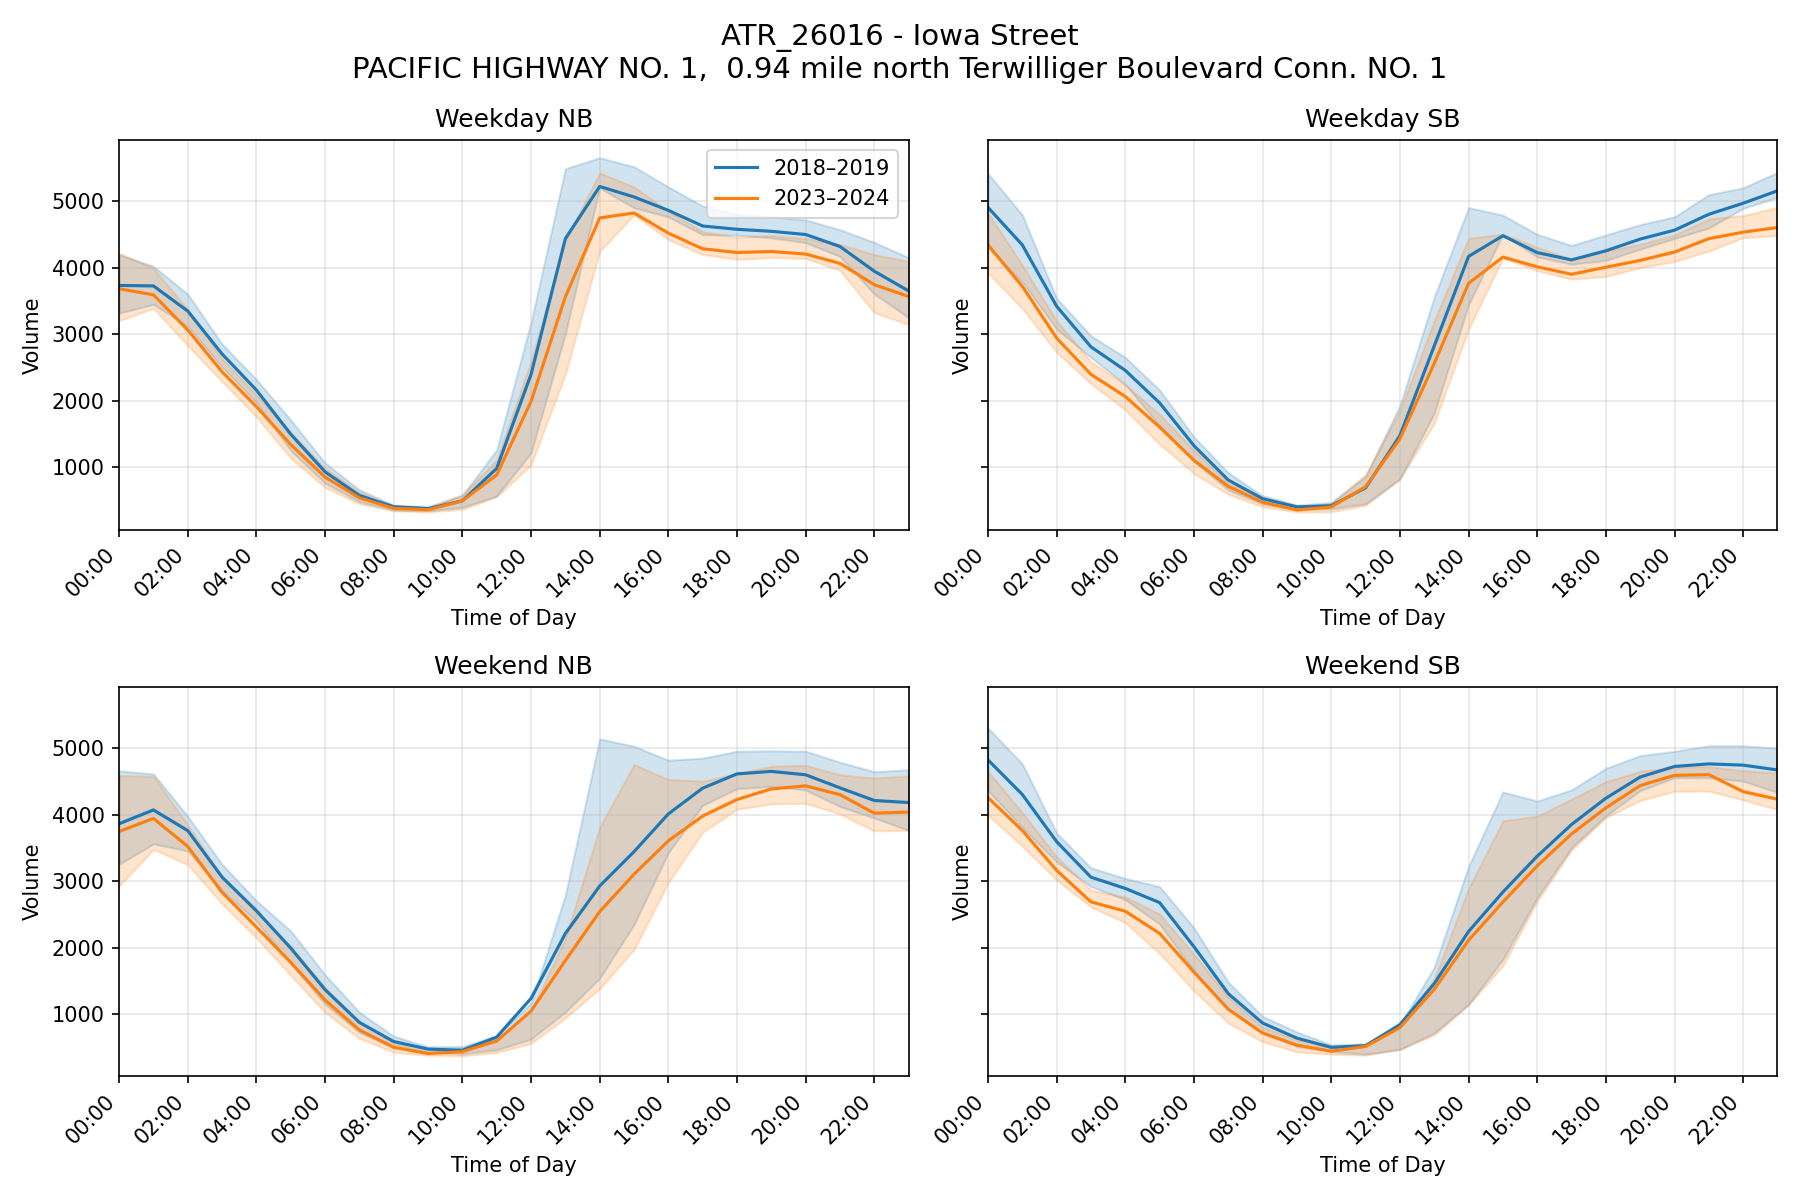 ATR_26016 - Iowa Street
PACIFIC HIGHWAY NO. 1,  0.94 mile north Terwilliger Boulevard Conn. NO. 1
Weekday NB
Volume
5000
4000
3000
2000
1000
2018–2019
2023–2024
00:00 02:00 04:00 06:00 08:00 10:00 12:00 14:00 16:00 18:00 20:00 22:00
Time of Day
Weekday SB
Volume
00:00 02:00 04:00 06:00 08:00 10:00 12:00 14:00 16:00 18:00 20:00 22:00
Time of Day
Weekend NB
Volume
5000
4000
3000
2000
1000
00:00 02:00 04:00 06:00 08:00 10:00 12:00 14:00 16:00 18:00 20:00 22:00
Time of Day
Weekend SB
Volume
00:00 02:00 04:00 06:00 08:00 10:00 12:00 14:00 16:00 18:00 20:00 22:00
Time of Day